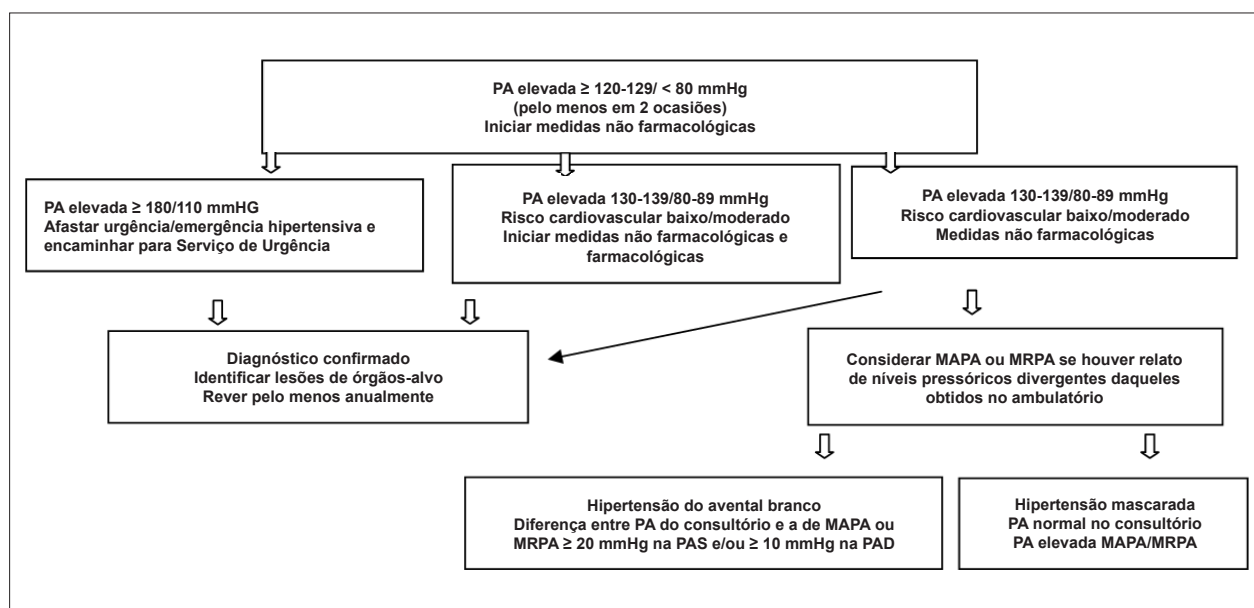 PA elevada ≥ 120-129/ < 80 mmHg
(pelo menos em 2 ocasiões)
Iniciar medidas não farmacológicas
PA elevada ≥ 180/110 mmHG
Afastar urgência/emergência hipertensiva e
encaminhar para Serviço de Urgência
PA elevada 130-139/80-89 mmHg
Risco cardiovascular baixo/moderado
Iniciar medidas não farmacológicas e
farmacológicas
PA elevada 130-139/80-89 mmHg
Risco cardiovascular baixo/moderado
Medidas não farmacológicas
Diagnóstico confirmado
Identificar lesões de órgãos-alvo
Rever pelo menos anualmente
Considerar MAPA ou MRPA se houver relato
de níveis pressóricos divergentes daqueles
obtidos no ambulatório
Hipertensão do avental branco
Diferença entre PA do consultório e a de MAPA ou
MRPA ≥ 20 mmHg na PAS e/ou ≥ 10 mmHg na PAD
Hipertensão mascarada
PA normal no consultório
PA elevada MAPA/MRPA